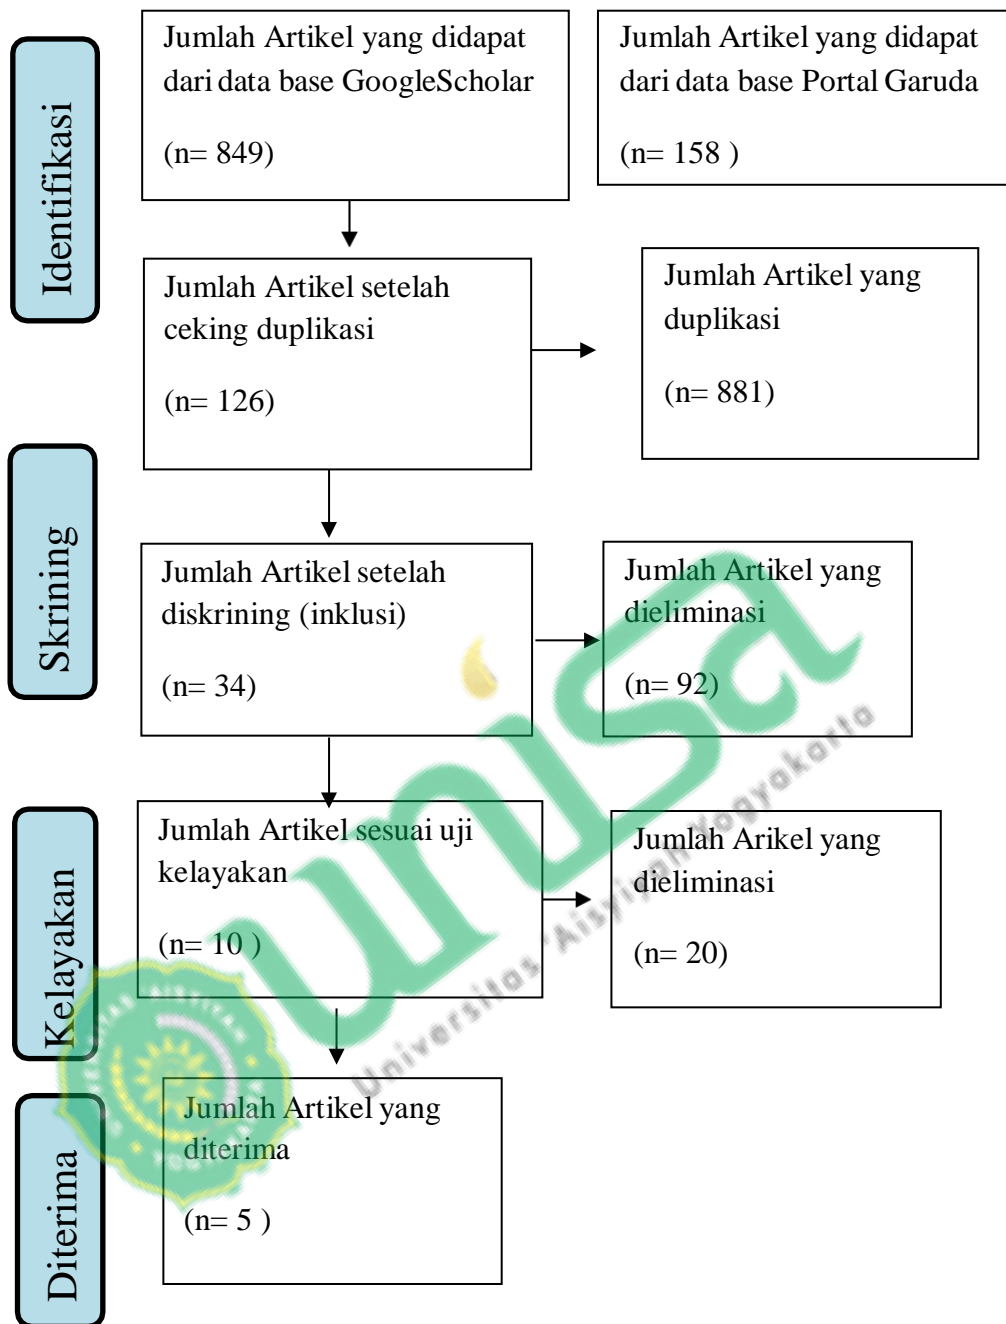 Identifikasi
Jumlah Artikel yang didapat
dari data base GoogleScholar
(n= 849)
Jumlah Artikel yang didapat
dari data base Portal Garuda
(n= 158 )
Jumlah Artikel setelah
ceking duplikasi
(n= 126)
Jumlah Artikel yang
duplikasi
(n= 881)
Skrining
Jumlah Artikel setelah
diskrining (inklusi)
(n= 34)
Jumlah Artikel yang
dieliminasi
(n= 92)
Kelayakan
Jumlah Artikel sesuai uji
kelayakan
(n= 10 )
Jumlah Arikel yang
dieliminasi
(n= 20)
Diterima
Jumlah Artikel yang
diterima
(n= 5 )
unisa
Universitas 'Aisyiyah Yogyakarta